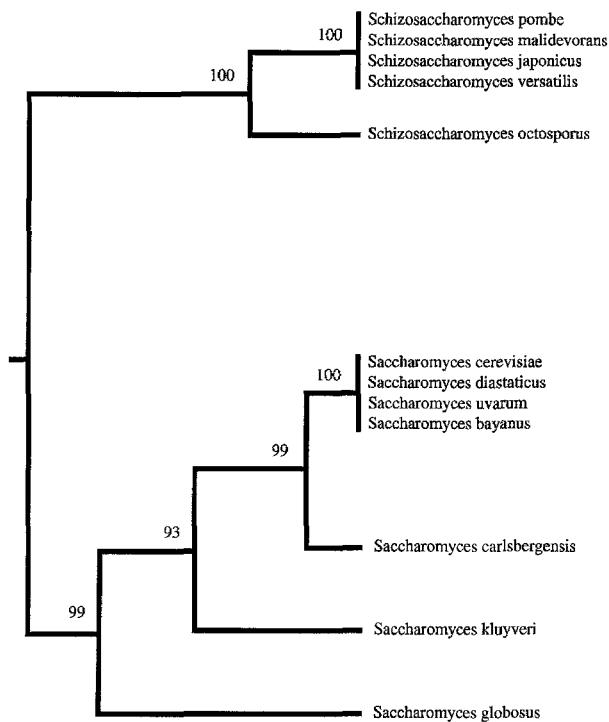 Schizosaccharomyces pombe
100
Schizosaccharomyces malidevorans
Schizosaccharomyces japonicus
100
Schizosaccharomyces versatilis
Schizosaccharomyces octosporus
Saccharomyces cerevisiae
100
Saccharomyces diastaticus
Saccharomyces uvarum
Saccharomyces bayanus
99
93
Saccharomyces carlsbergensis
99
Saccharomyces kluyveri
Saccharomyces globosus